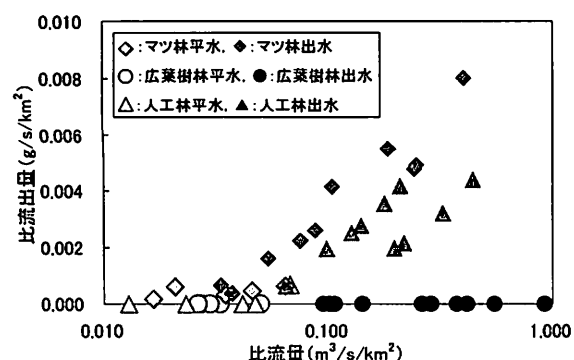 0.010
0.008
0.006
0.004
0.002
0.000
比流出母(g/s/km²)
◇:マツ林平水, ◆:マツ林出水
○:広葉樹林平水, ●:広葉樹林出水
△:人工林平水, ▲:人工林出水
0.010 0.100 1.000
比流量(m³/s/km²)